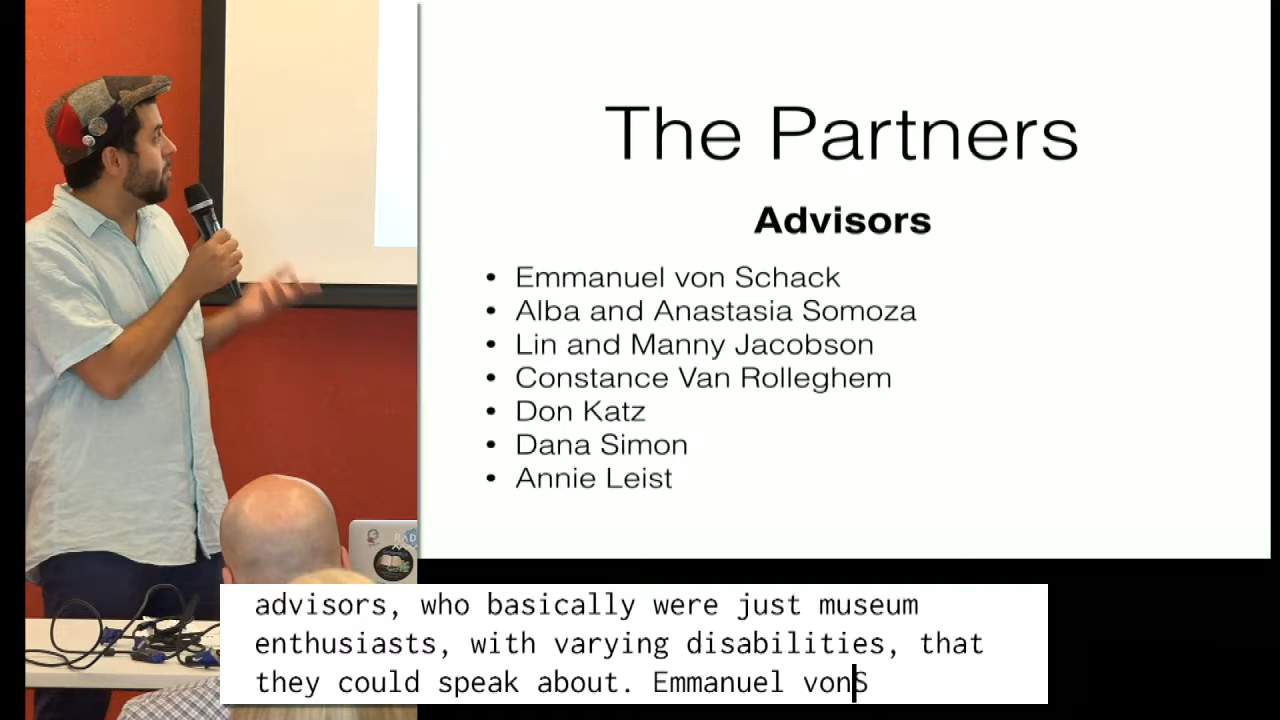 The Partners
Advisors
• Emmanuel von Schack
• Alba and Anastasia Somoza
• Lin and Manny Jacobson
• Constance Van Rolleghem
• Don Katz
• Dana Simon
• Annie Leist
advisors, who basically were just museum
enthusiasts, with varying disabilities, that
they could speak about. Emmanuel vonS